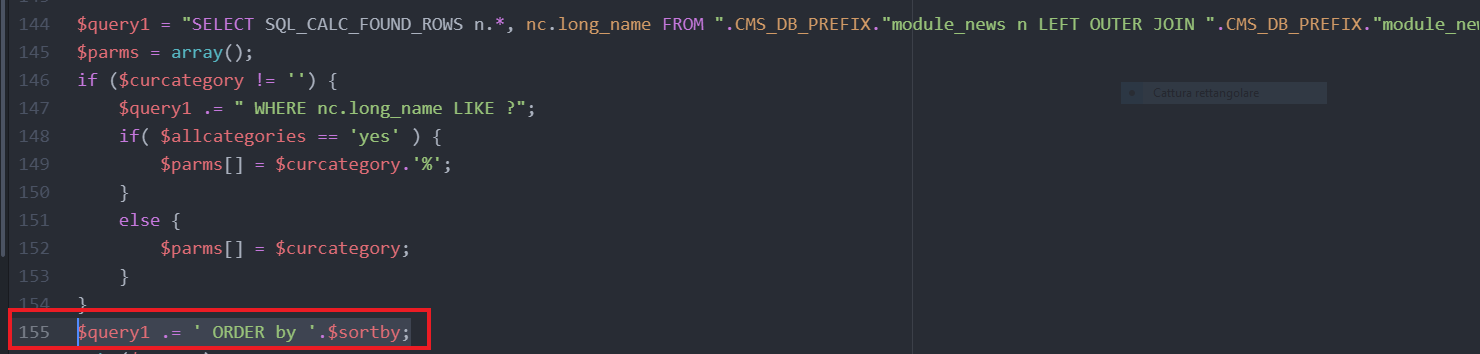 144 $query1 = "SELECT SQL_CALC_FOUND_ROWS n.*, nc.long_name FROM ".CMS_DB_PREFIX."module_news n LEFT OUTER JOIN ".CMS_DB_PREFIX."module_new
145 $parms = array();
146 if ($curcategory != '') {
Cattura rettangolare
147 $query1 .= " WHERE nc.long_name LIKE ?";
148 if( $allcategories == 'yes' ) {
149 $parms[] = $curcategory.'%';
150 }
151 else {
152 $parms[] = $curcategory;
153 }
154 }
155 $query1 .= ' ORDER by '.$sortby;